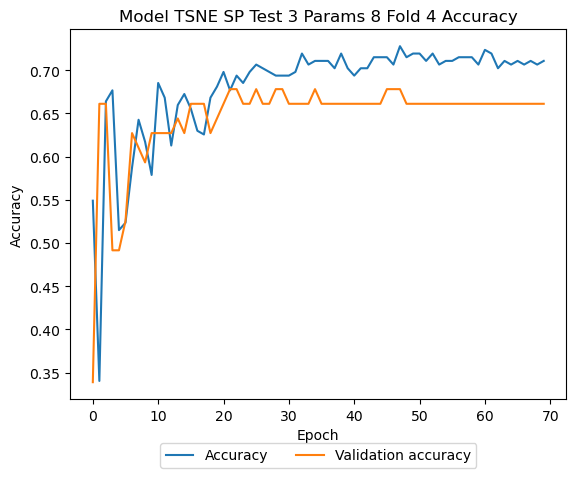 Model TSNE SP Test 3 Params 8 Fold 4 Accuracy
0.70
0.65
0.60
0.55
0.50
0.45
0.40
0.35
Accuracy
0 10 20 30 40 50 60 70
Epoch
Accuracy Validation accuracy